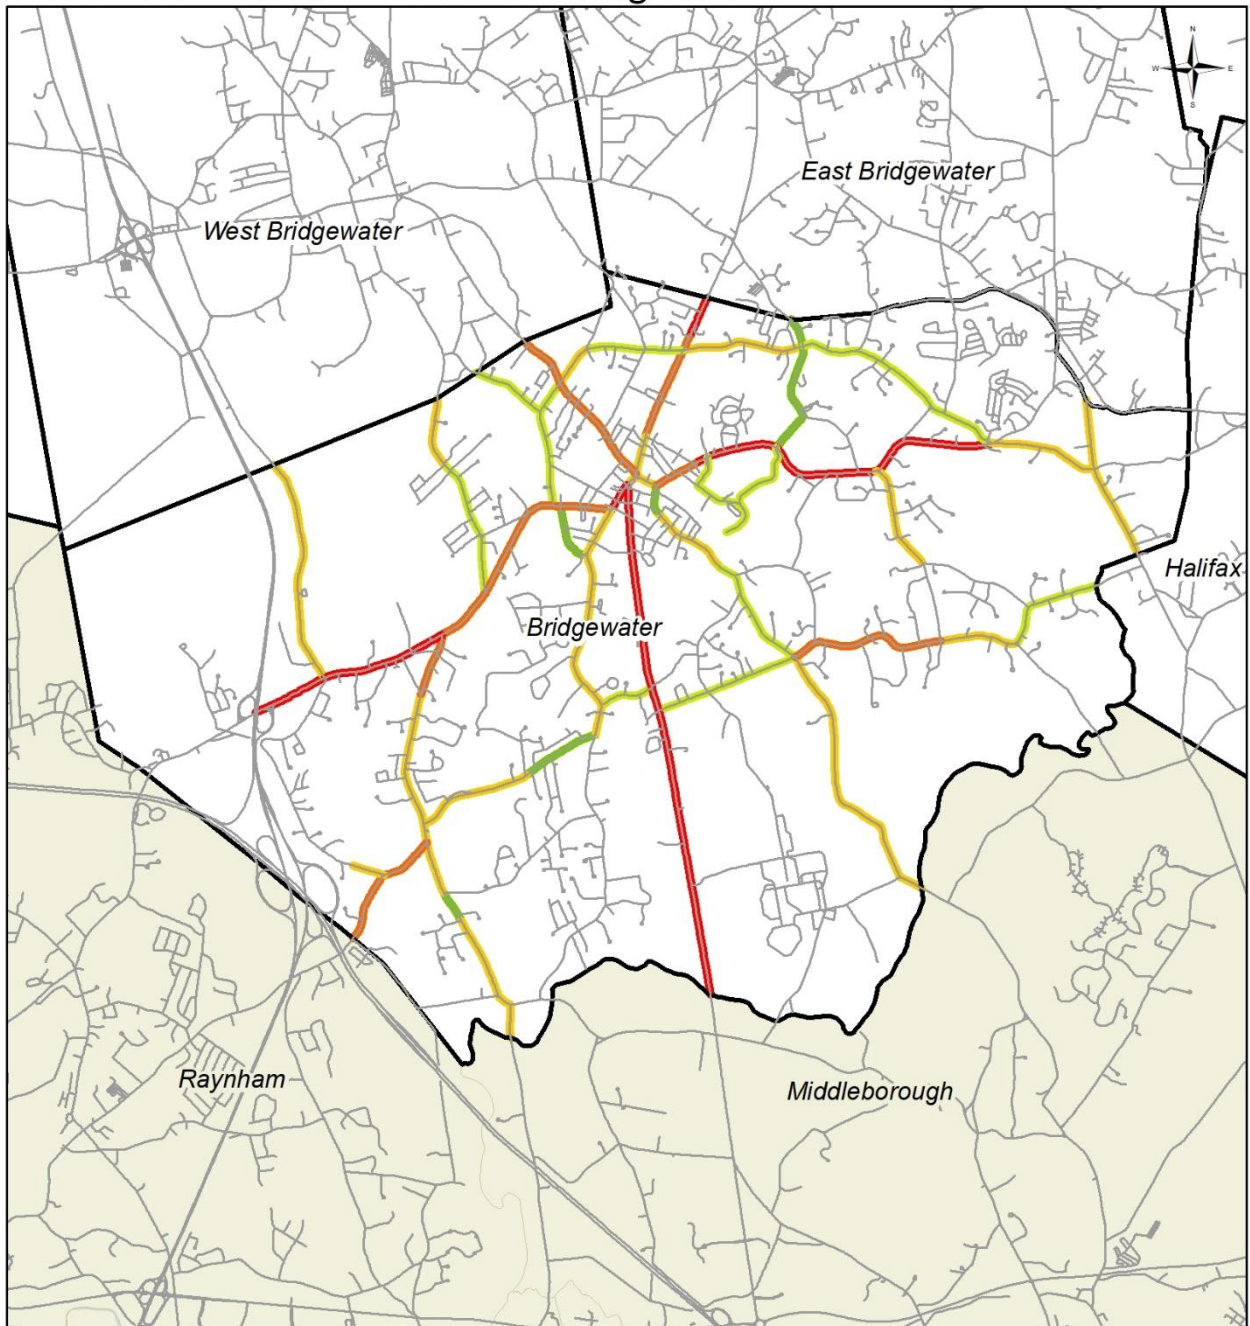 N
W E
S
East Bridgewater
West Bridgewater
Halifax
Bridgewater
Raynham
Middleborough